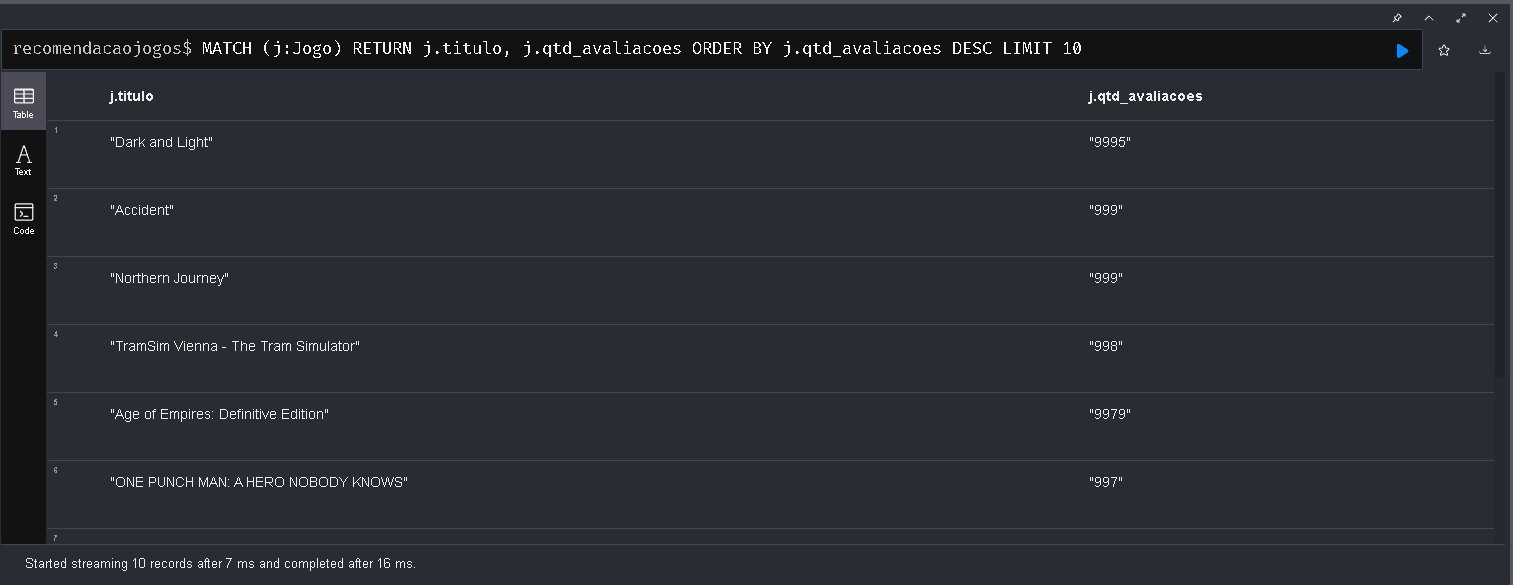 recomendacaojogos$ MATCH (j:Jogo) RETURN j.titulo, j.qtd_avaliacoes ORDER BY j.qtd_avaliacoes DESC LIMIT 10
Table
Text
Code
j.titulo j.qtd_avaliacoes
1 "Dark and Light" "9995"
2 "Accident" "999"
3 "Northern Journey" "999"
4 "TramSim Vienna - The Tram Simulator" "998"
5 "Age of Empires: Definitive Edition" "9979"
6 "ONE PUNCH MAN: A HERO NOBODY KNOWS" "997"
7
Started streaming 10 records after 7 ms and completed after 16 ms.